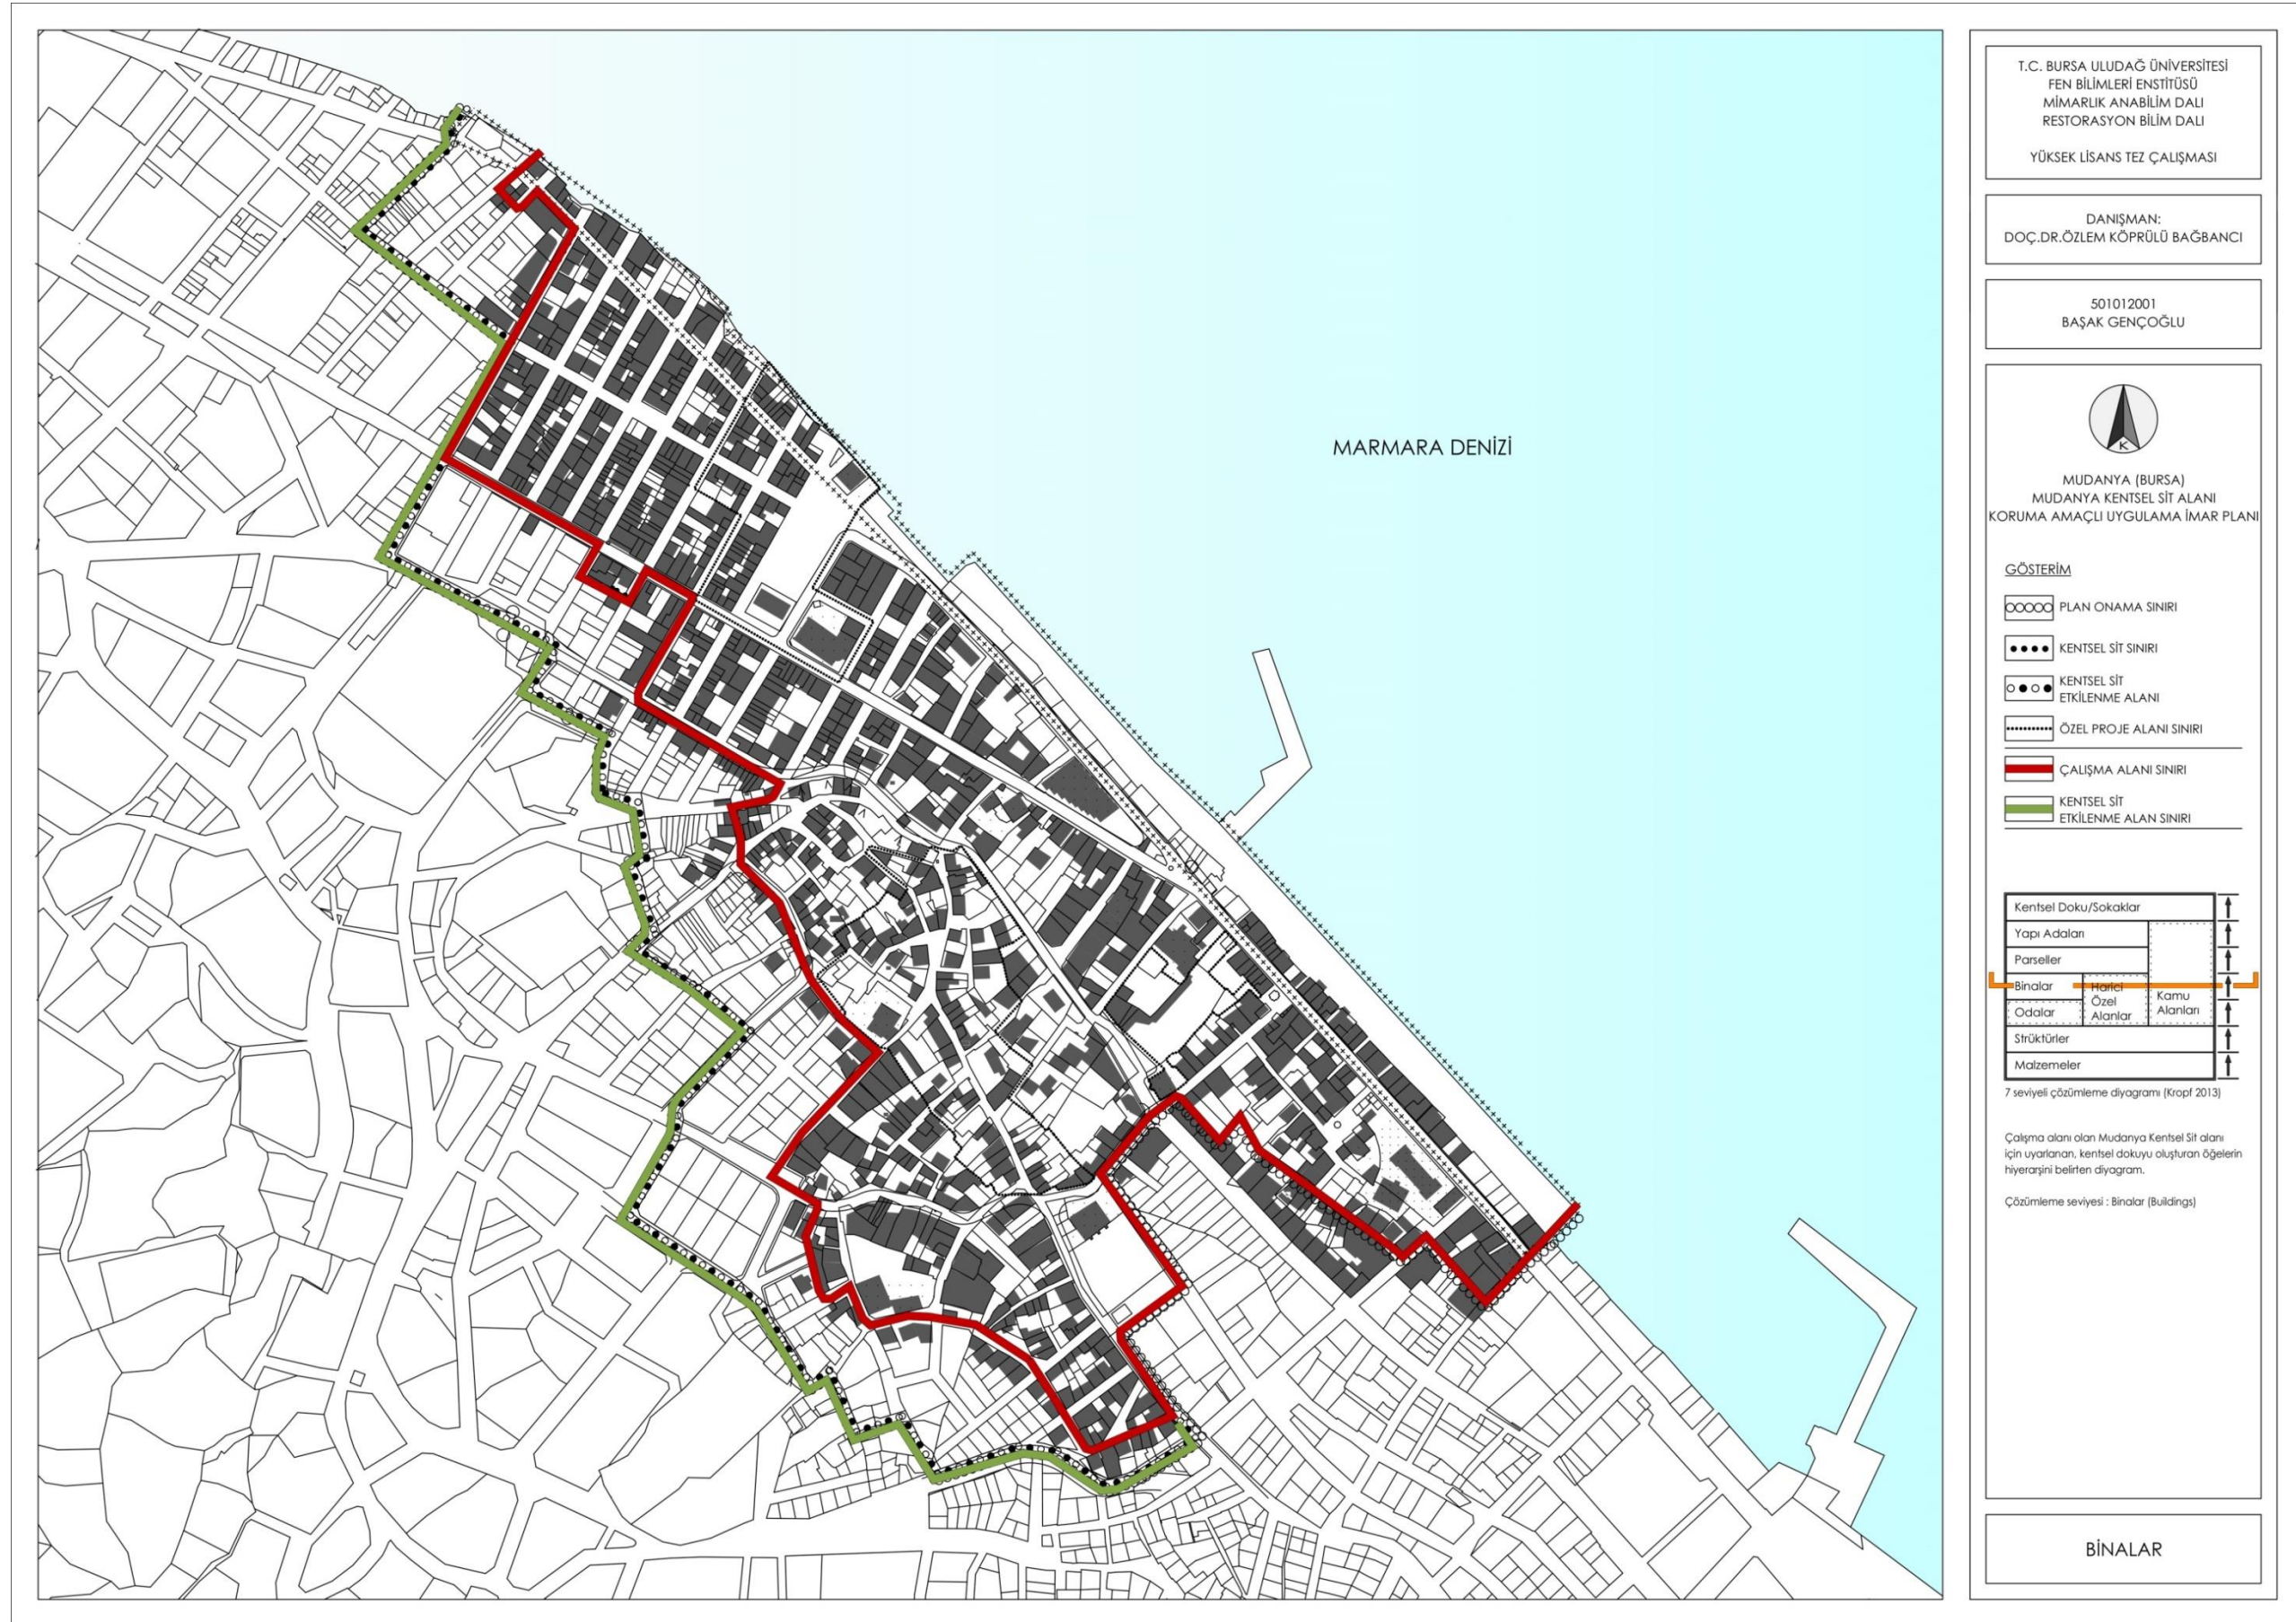 MARMARA DENİZİ
T.C. BURSA ULUDAĞ ÜNİVERSİTESİ
FEN BİLİMLERİ ENSTİTÜSÜ
MİMARLIK ANABİLİM DALI
RESTORASYON BİLİM DALI
YÜKSEK LİSANS TEZ ÇALIŞMASI
DANIŞMAN:
DOÇ.DR.ÖZLEM KÖPRÜLÜ BAĞBANCI
501012001
BAŞAK GENÇOĞLU
K
MUDANYA (BURSA)
MUDANYA KENTSEL SİT ALANI
KORUMA AMAÇLI UYGULAMA İMAR PLANI
GÖSTERİM
PLAN ONAMA SINIRI
KENTSEL SİT SINIRI
KENTSEL SİT
ETKİLENME ALANI
ÖZEL PROJE ALANI SINIRI
ÇALIŞMA ALANI SINIRI
KENTSEL SİT
ETKİLENME ALAN SINIRI
Kentsel Doku/Sokaklar
Yapı Adaları
Parseller
Binalar
Odalar
Harici
Özel
Alanlar
Kamu
Alanları
Strüktürler
Malzemeler
7 seviyeli çözümleme diyagramı (Kropf 2013)
Çalışma alanı olan Mudanya Kentsel Sit alanı
için uyarlanan, kentsel dokuyu oluşturan öğelerin
hiyerarşini belirten diyagram.
Çözümleme seviyesi : Binalar (Buildings)
BİNALAR